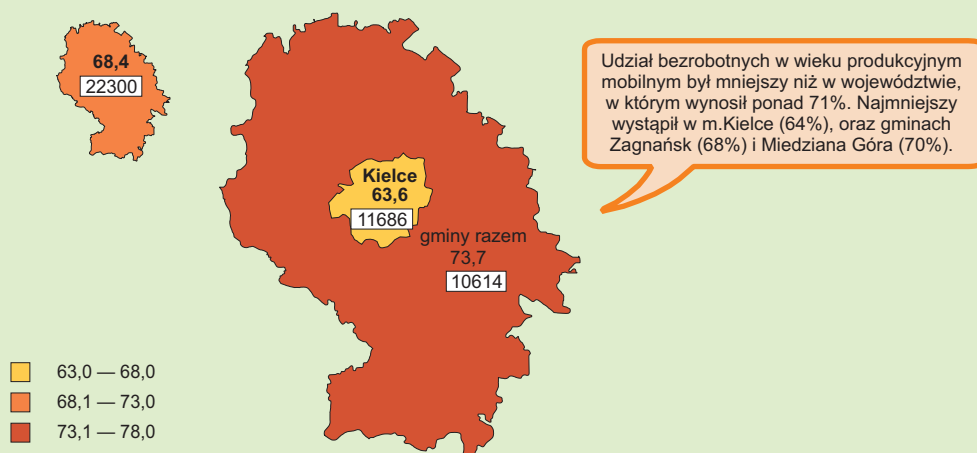 68,4
22300
Udział bezrobotnych w wieku produkcyjnym
mobilnym był mniejszy niż w województwie,
w którym wynosił ponad 71%. Najmniejszy
wystąpił w m.Kielce (64%), oraz gminach
Zagnańsk (68%) i Miedziana Góra (70%).
Kielce
63,6
11686
gminy razem
73,7
10614
63,0 — 68,0
68,1 — 73,0
73,1 — 78,0